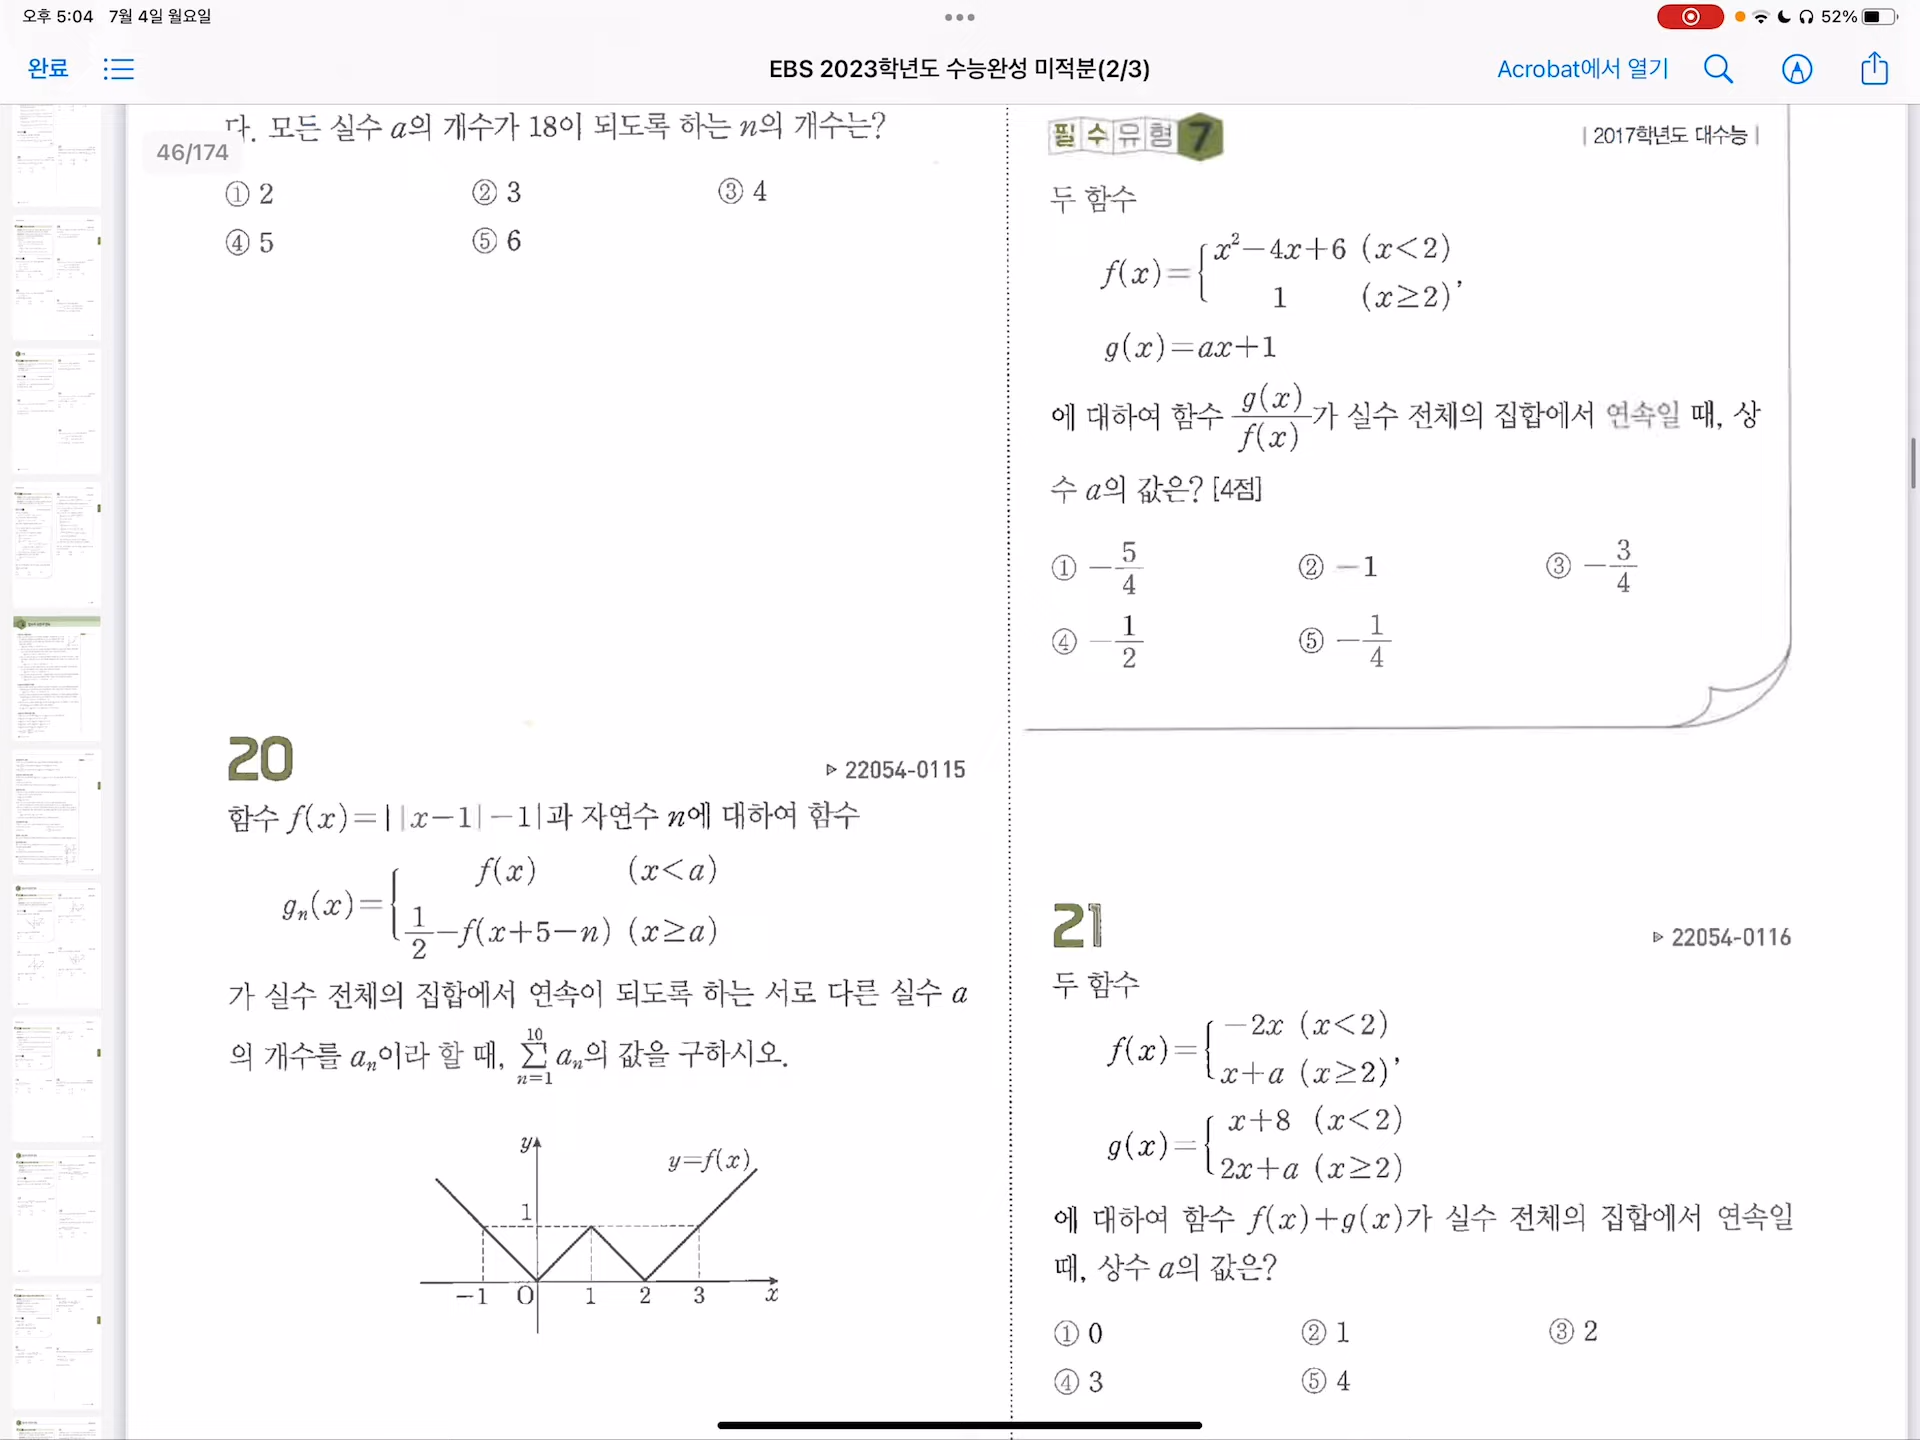 오후 5:04 7월 4일 월요일
52%
완료
EBS 2023학년도 수능완성 미적분(2/3)
Acrobat에서 열기
46/174
다. 모든 실수 a의 개수가 18이 되도록 하는 n의 개수는?
① 2 ② 3 ③ 4
④ 5 ⑤ 6
20
▷ 22054-0115
함수 f(x)=||x-1|-1|과 자연수 n에 대하여 함수
g_n(x)={ f(x) (x<a)
1/2-f(x+5-n) (x≥a)
가 실수 전체의 집합에서 연속이 되도록 하는 서로 다른 실수 a
의 개수를 a_n이라 할 때, ∑_{n=1}^{10} a_n의 값을 구하시오.
y
y=f(x)
1
-1 O 1 2 3 x
필수유형 7
| 2017학년도 대수능 |
두 함수
f(x)={ x²-4x+6 (x<2)
1 (x≥2)',
g(x)=ax+1
에 대하여 함수 g(x)/f(x)가 실수 전체의 집합에서 연속일 때, 상
수 a의 값은? [4점]
① -5/4 ② -1 ③ -3/4
④ -1/2 ⑤ -1/4
21
▷ 22054-0116
두 함수
f(x)={ -2x (x<2)
x+a (x≥2)',
g(x)={ x+8 (x<2)
2x+a (x≥2)
에 대하여 함수 f(x)+g(x)가 실수 전체의 집합에서 연속일
때, 상수 a의 값은?
① 0 ② 1 ③ 2
④ 3 ⑤ 4